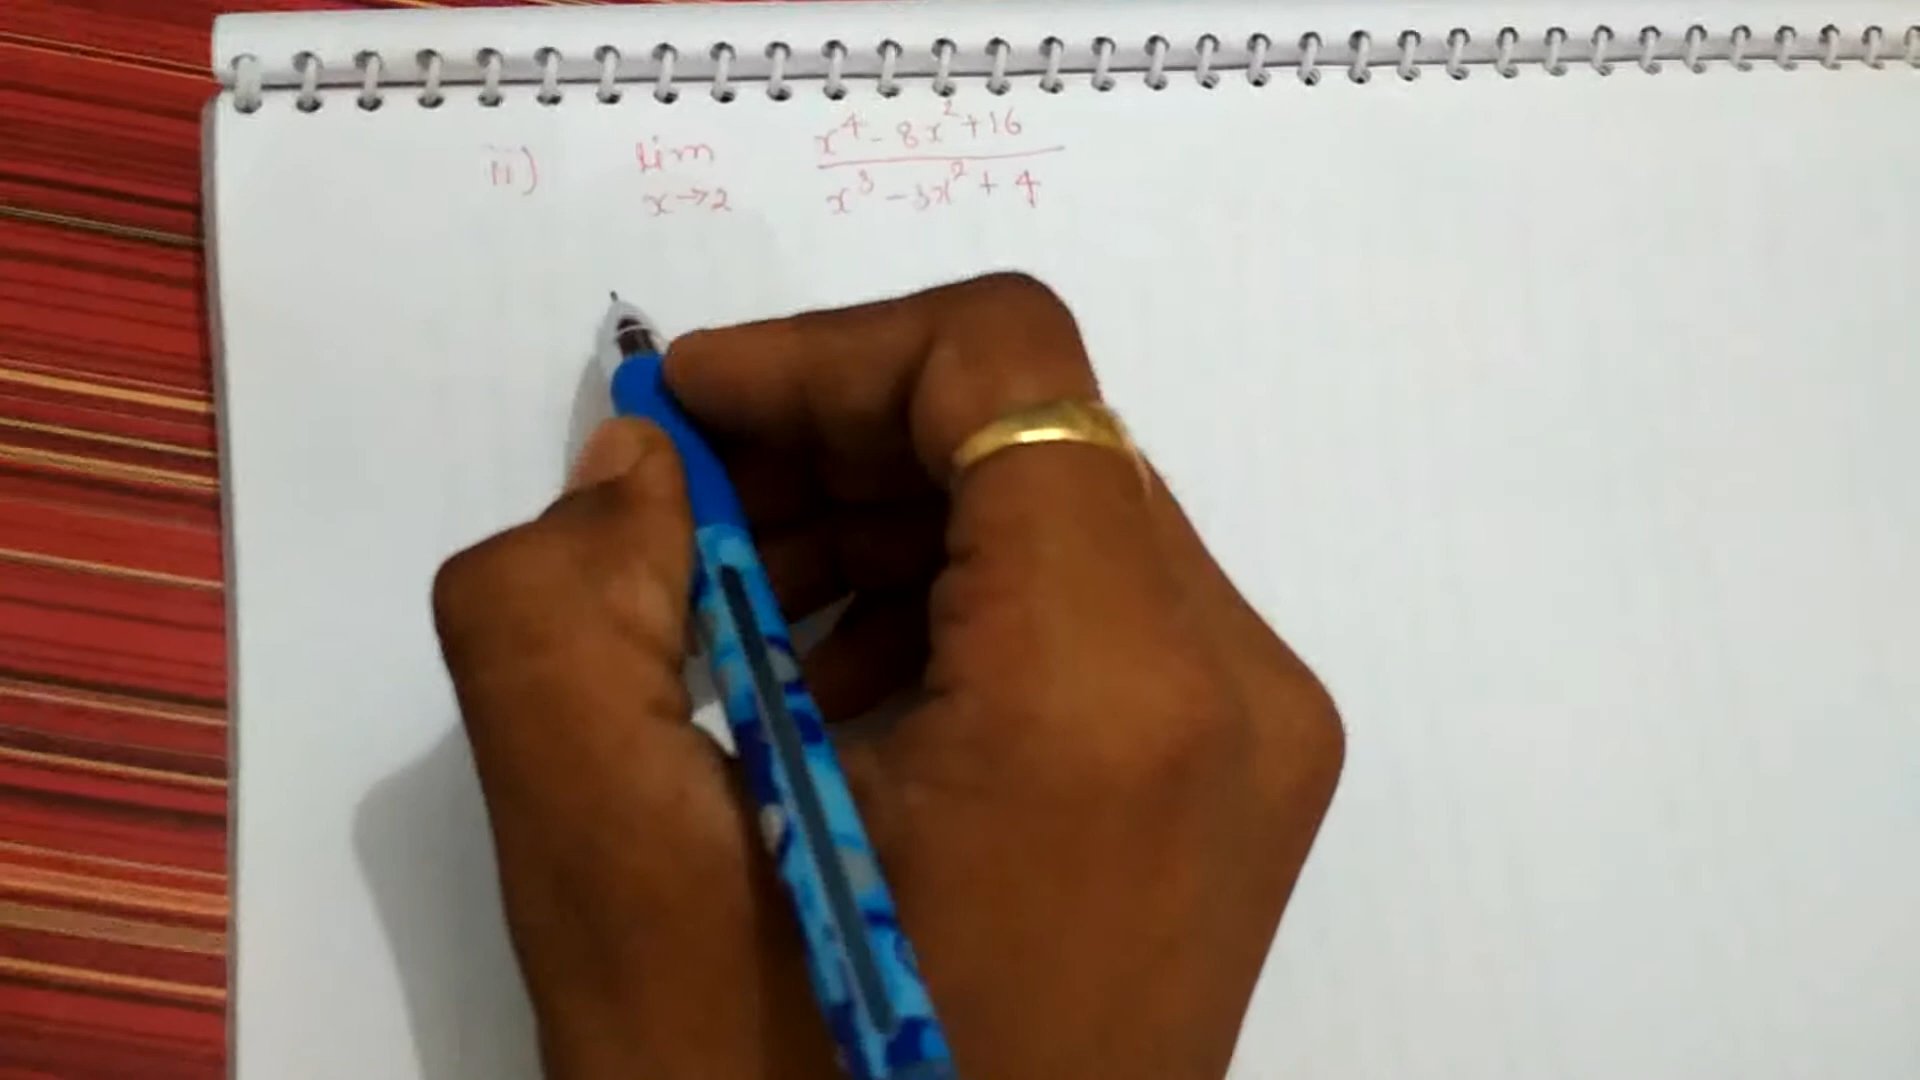 ii) lim x→2 x⁴ - 8x² + 16 / x³ - 3x² + 4